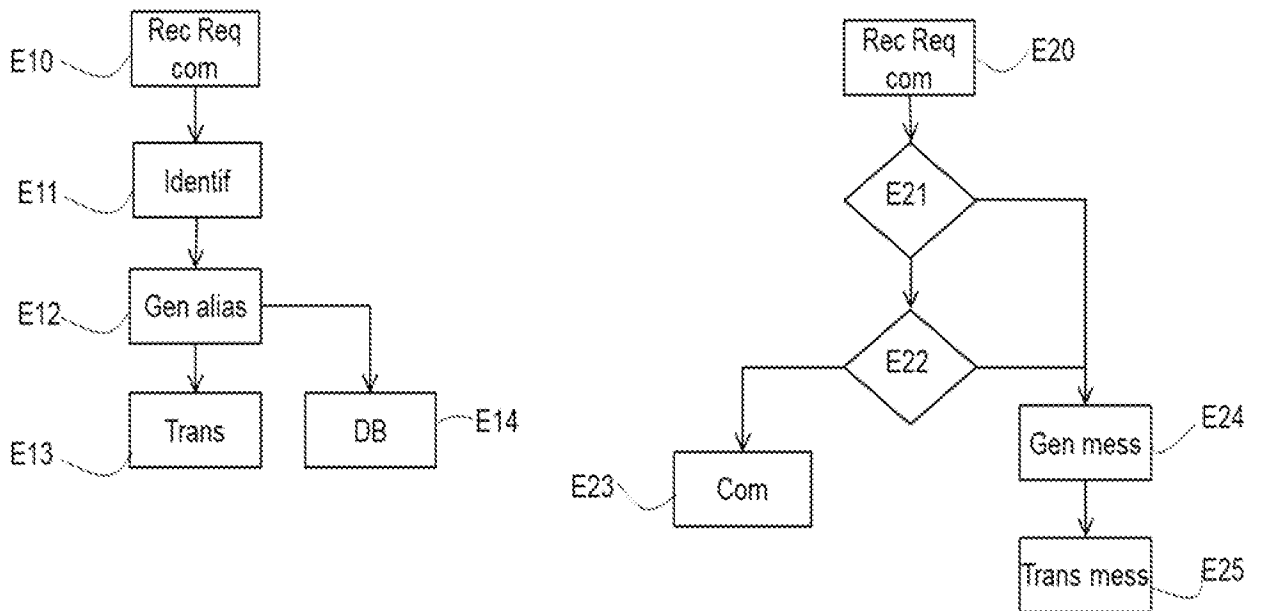 Rec Req
com
E10
Identif
E11
Gen alias
E12
Trans
E13
DB
E14
Rec Req
com
E20
E21
E22
Com
E23
Gen mess
E24
Trans mess
E25